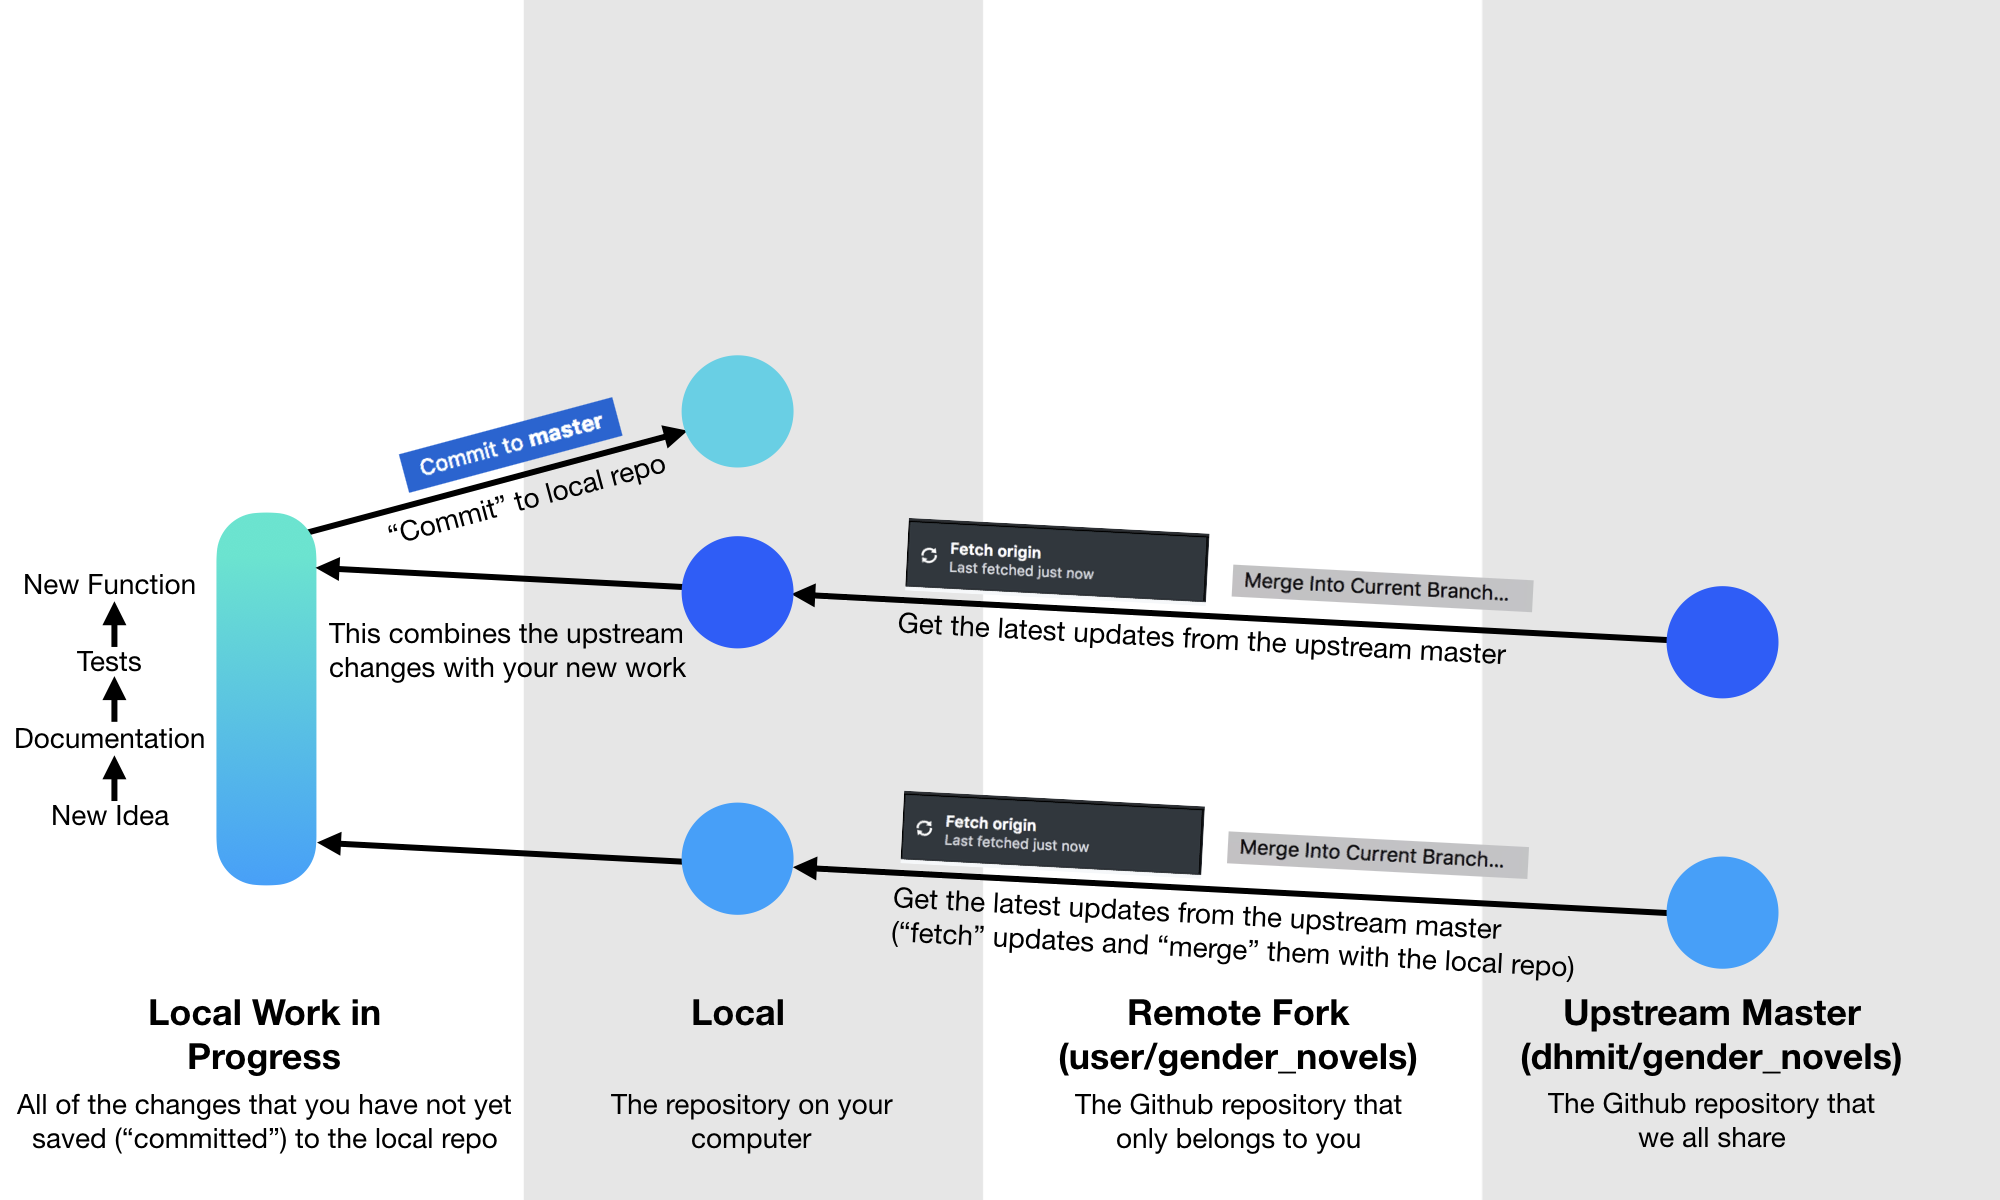 Commit to master
“Commit” to local repo
Fetch origin
Last fetched just now
Merge Into Current Branch...
Get the latest updates from the upstream master
This combines the upstream
changes with your new work
New Function
Tests
Documentation
New Idea
Fetch origin
Last fetched just now
Merge Into Current Branch...
Get the latest updates from the upstream master
(“fetch” updates and “merge” them with the local repo)
Local Work in
Progress
All of the changes that you have not yet
saved (“committed”) to the local repo
Local
The repository on your
computer
Remote Fork
(user/gender_novels)
The Github repository that
only belongs to you
Upstream Master
(dhmit/gender_novels)
The Github repository that
we all share